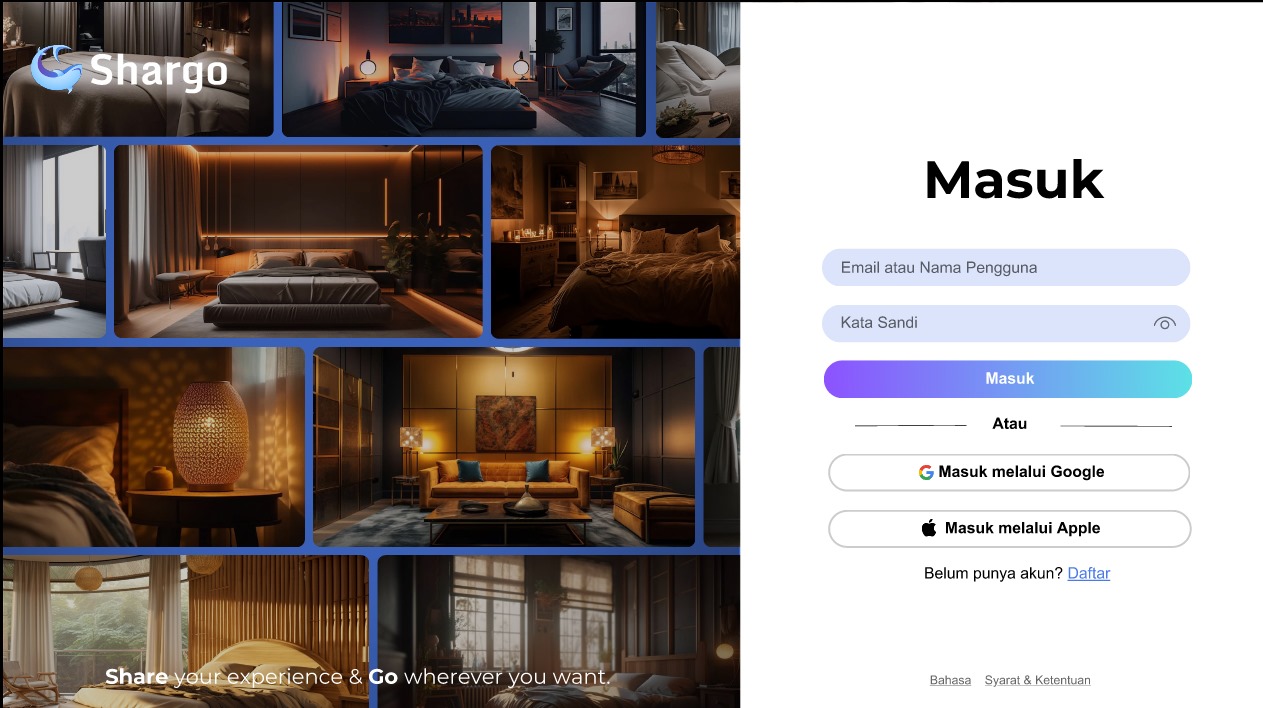 Shargo
Share your experience & Go wherever you want.
Masuk
Email atau Nama Pengguna
Kata Sandi
Masuk
Atau
Masuk melalui Google
Masuk melalui Apple
Belum punya akun? Daftar
Bahasa Syarat & Ketentuan